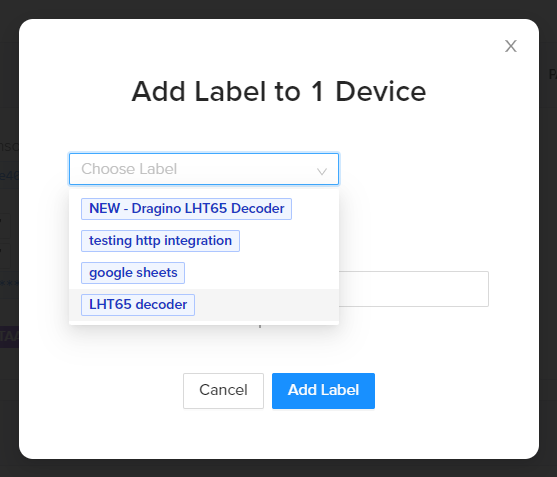 Add Label to 1 Device
Choose Label
NEW - Dragino LHT65 Decoder
testing http integration
google sheets
LHT65 decoder
Cancel
Add Label